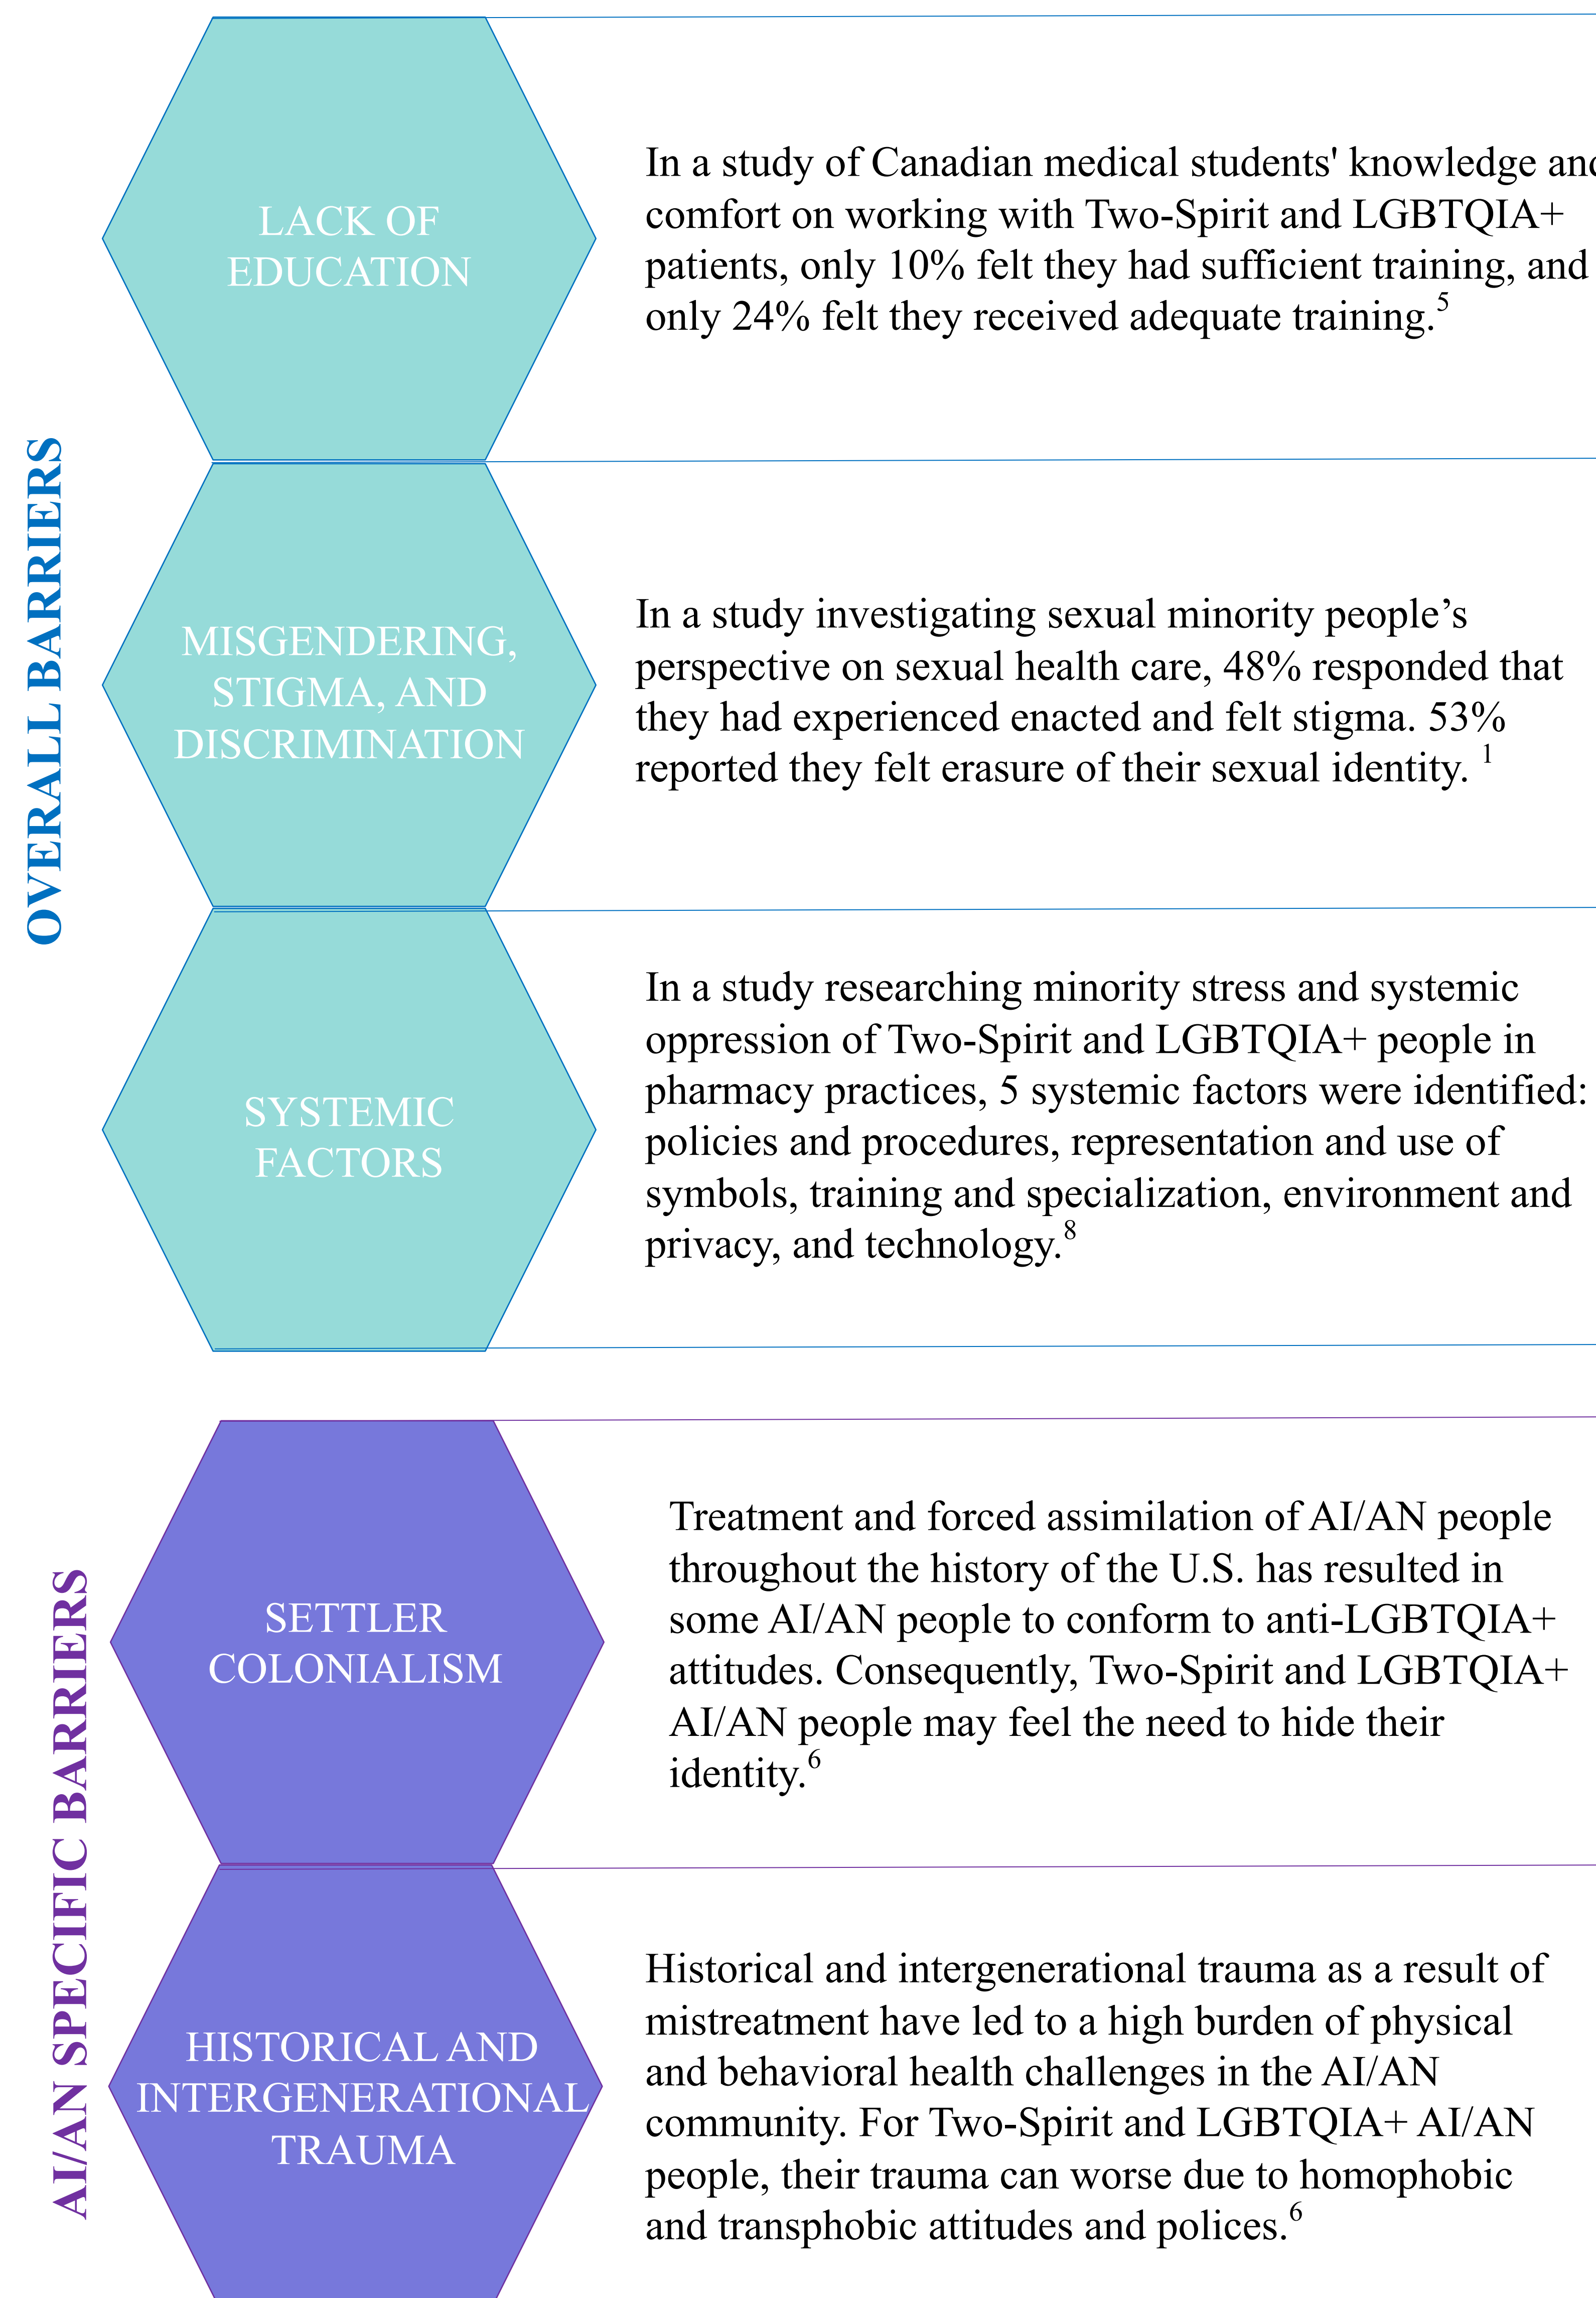 OVERALL BARRIERS
LACK OF
EDUCATION
In a study of Canadian medical students' knowledge and
comfort on working with Two-Spirit and LGBTQIA+
patients, only 10% felt they had sufficient training, and
only 24% felt they received adequate training.5
MISGENDERING,
STIGMA, AND
DISCRIMINATION
In a study investigating sexual minority people’s
perspective on sexual health care, 48% responded that
they had experienced enacted and felt stigma. 53%
reported they felt erasure of their sexual identity. 1
SYSTEMIC
FACTORS
In a study researching minority stress and systemic
oppression of Two-Spirit and LGBTQIA+ people in
pharmacy practices, 5 systemic factors were identified:
policies and procedures, representation and use of
symbols, training and specialization, environment and
privacy, and technology.8
AI/AN SPECIFIC BARRIERS
SETTLER
COLONIALISM
Treatment and forced assimilation of AI/AN people
throughout the history of the U.S. has resulted in
some AI/AN people to conform to anti-LGBTQIA+
attitudes. Consequently, Two-Spirit and LGBTQIA+
AI/AN people may feel the need to hide their
identity.6
HISTORICAL AND
INTERGENERATIONAL
TRAUMA
Historical and intergenerational trauma as a result of
mistreatment have led to a high burden of physical
and behavioral health challenges in the AI/AN
community. For Two-Spirit and LGBTQIA+ AI/AN
people, their trauma can worse due to homophobic
and transphobic attitudes and polices.6